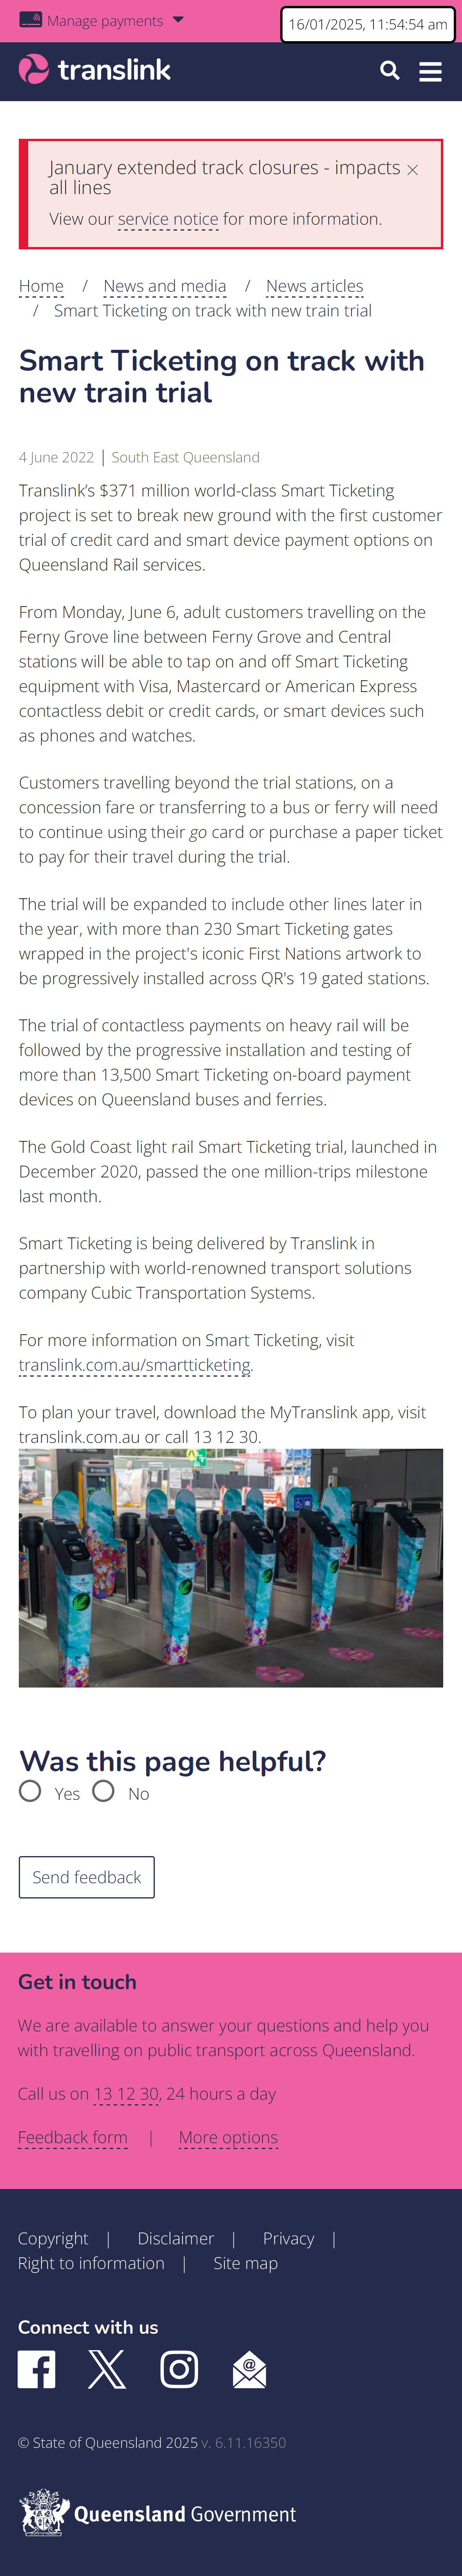 Manage payments
16/01/2025, 11:54:54 am
translink
January extended track closures - impacts
all lines
View our service notice for more information.
Home / News and media / News articles
/ Smart Ticketing on track with new train trial
Smart Ticketing on track with
new train trial
4 June 2022 | South East Queensland
Translink’s $371 million world-class Smart Ticketing
project is set to break new ground with the first customer
trial of credit card and smart device payment options on
Queensland Rail services.
From Monday, June 6, adult customers travelling on the
Ferny Grove line between Ferny Grove and Central
stations will be able to tap on and off Smart Ticketing
equipment with Visa, Mastercard or American Express
contactless debit or credit cards, or smart devices such
as phones and watches.
Customers travelling beyond the trial stations, on a
concession fare or transferring to a bus or ferry will need
to continue using their go card or purchase a paper ticket
to pay for their travel during the trial.
The trial will be expanded to include other lines later in
the year, with more than 230 Smart Ticketing gates
wrapped in the project's iconic First Nations artwork to
be progressively installed across QR's 19 gated stations.
The trial of contactless payments on heavy rail will be
followed by the progressive installation and testing of
more than 13,500 Smart Ticketing on-board payment
devices on Queensland buses and ferries.
The Gold Coast light rail Smart Ticketing trial, launched in
December 2020, passed the one million-trips milestone
last month.
Smart Ticketing is being delivered by Translink in
partnership with world-renowned transport solutions
company Cubic Transportation Systems.
For more information on Smart Ticketing, visit
translink.com.au/smartticketing.
To plan your travel, download the MyTranslink app, visit
translink.com.au or call 13 12 30.
Was this page helpful?
Yes No
Send feedback
Get in touch
We are available to answer your questions and help you
with travelling on public transport across Queensland.
Call us on 13 12 30, 24 hours a day
Feedback form | More options
Copyright | Disclaimer | Privacy |
Right to information | Site map
Connect with us
© State of Queensland 2025 v. 6.11.16350
Queensland Government